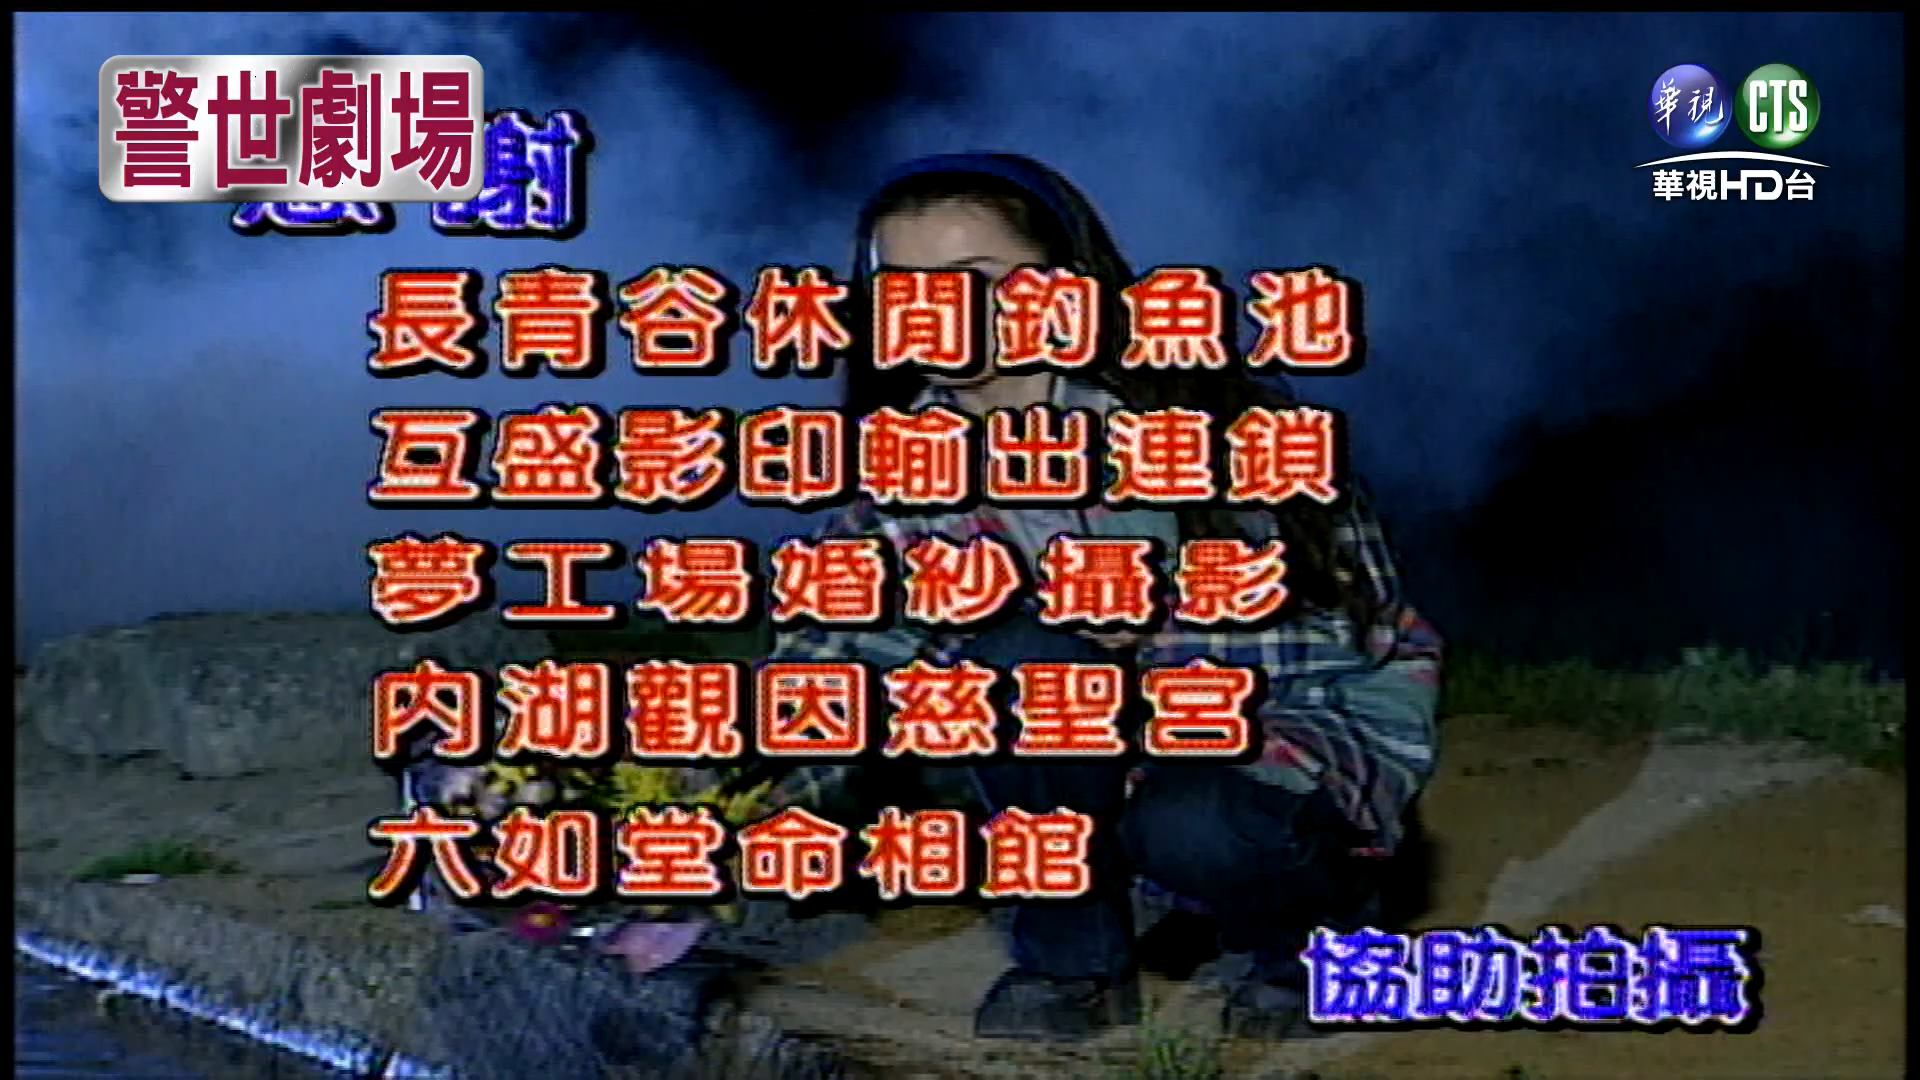 警世劇場
華視 CTS
華視HD台
感謝
長青谷休閒釣魚池
互盛影印輸出連鎖
夢工場婚紗攝影
內湖觀因慈聖宮
六如堂命相館
協助拍攝